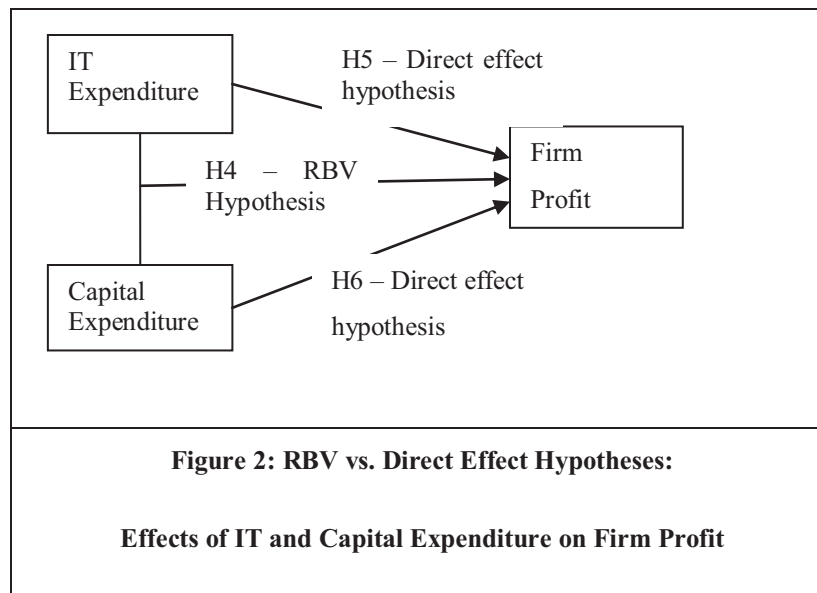 IT
Expenditure
H5 – Direct effect
hypothesis
Firm
Profit
H4 – RBV
Hypothesis
Capital
Expenditure
H6 – Direct effect
hypothesis
Figure 2: RBV vs. Direct Effect Hypotheses:
Effects of IT and Capital Expenditure on Firm Profit